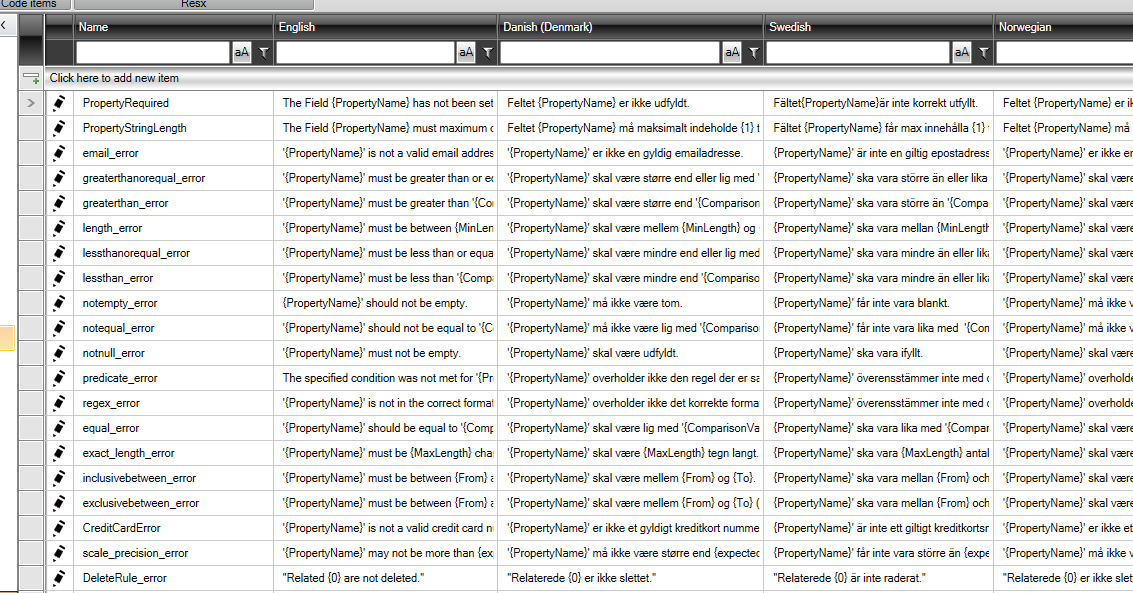 Code items Resx
Name English Danish (Denmark) Swedish Norwegian
aA aA aA aA
Click here to add new item
PropertyRequired The Field {PropertyName} has not been set Feltet {PropertyName} er ikke udfyldt. Fältet{PropertyName}är inte korrekt utfyllt. Feltet {PropertyName} er ik
PropertyStringLength The Field {PropertyName} must maximum Feltet {PropertyName} må maksimalt indeholde {1} t Fältet {PropertyName} får max innehålla {1} Feltet {PropertyName} må
email_error '{PropertyName}' is not a valid email addres '{PropertyName}' er ikke en gyldig emailadresse. {PropertyName}' är inte en giltig epostadress '{PropertyName}' er ikke en
greaterthanorequal_error '{PropertyName}' must be greater than or eq '{PropertyName}' skal være større end eller lig med ' {PropertyName}' ska vara större än eller lika '{PropertyName}' skal være
greaterthan_error '{PropertyName}' must be greater than '{Co '{PropertyName}' skal være større end '{Comparison {PropertyName}' ska vara större än '{Compa '{PropertyName}' skal være
length_error '{PropertyName}' must be between {MinLen '{PropertyName}' skal være mellem {MinLength} og {PropertyName}' ska vara mellan {MinLength '{PropertyName}' skal være
lessthanorequal_error '{PropertyName}' must be less than or equa '{PropertyName}' skal være mindre end eller lig med {PropertyName}' ska vara mindre än eller lika '{PropertyName}' skal være
lessthan_error '{PropertyName}' must be less than '{Comp '{PropertyName}' skal være mindre end '{Compariso {PropertyName}' ska vara mindre än eller lika '{PropertyName}' skal være
notempty_error {PropertyName}' should not be empty. '{PropertyName}' må ikke være tom. {PropertyName}' får inte vara blankt. '{PropertyName}' må ikke v
notequal_error '{PropertyName}' should not be equal to '{C '{PropertyName}' må ikke være lig med '{Compariso {PropertyName}' får inte vara lika med '{Con '{PropertyName}' må ikke v
notnull_error '{PropertyName}' must not be empty. '{PropertyName}' skal være udfyldt. {PropertyName}' ska vara ifyllt. '{PropertyName}' skal være
predicate_error The specified condition was not met for '{Pr '{PropertyName}' overholder ikke den regel der er sa {PropertyName}' överensstämmer inte med '{PropertyName}' overholde
regex_error '{PropertyName}' is not in the correct format '{PropertyName}' overholder ikke det korrekte forma {PropertyName}' överensstämmer inte med '{PropertyName}' overholde
equal_error '{PropertyName}' should be equal to '{Comp '{PropertyName}' skal være lig med '{ComparisonVa {PropertyName}' ska vara lika med '{Compar '{PropertyName}' skal være
exact_length_error '{PropertyName}' must be {MaxLength} cha '{PropertyName}' skal være {MaxLength} tegn langt. {PropertyName}' ska vara {MaxLength} antal '{PropertyName}' skal være
inclusivebetween_error '{PropertyName}' must be between {From} a '{PropertyName}' skal være mellem {From} og {To}. {PropertyName}' ska vara mellan {From} och '{PropertyName}' skal være
exclusivebetween_error '{PropertyName}' must be between {From} a '{PropertyName}' skal være mellem {From} og {To} ( {PropertyName}' ska vara mellan {From} och '{PropertyName}' skal være
CreditCardError '{PropertyName}' is not a valid credit card n '{PropertyName}' er ikke et gyldigt kreditkort numme {PropertyName}' är inte ett giltigt kreditkortsr '{PropertyName}' er ikke et
scale_precision_error '{PropertyName}' may not be more than {ex '{PropertyName}' må ikke være større end {expected {PropertyName}' får inte vara större än {expe '{PropertyName}' må ikke v
DeleteRule_error "Related {0} are not deleted." "Relaterede {0} er ikke slettet." "Relaterede {0} är inte raderat." "Relaterede {0} er ikke slet